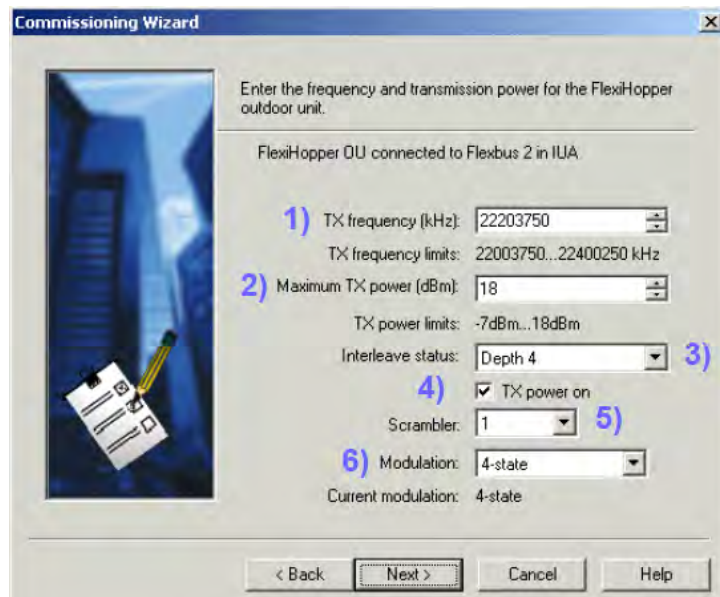 Commissioning Wizard
Enter the frequency and transmission power for the FlexiHopper
outdoor unit.
FlexiHopper OU connected to Flexbus 2 in IUA
1) TX frequency (kHz): 22203750
TX frequency limits: 22003750...22400250 kHz
2) Maximum TX power (dBm): 18
TX power limits: -7dBm...18dBm
Interleave status: Depth 4 3)
4) TX power on
Scrambler: 1 5)
6) Modulation: 4-state
Current modulation: 4-state
< Back Next > Cancel Help